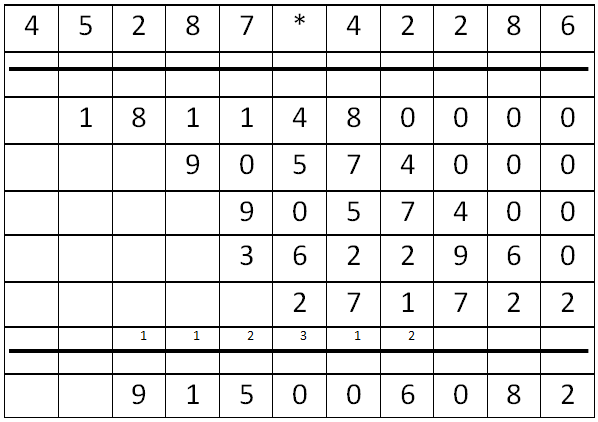 4 5 2 8 7 * 4 2 2 8 6
1 8 1 1 4 8 0 0 0 0
9 0 5 7 4 0 0 0
9 0 5 7 4 0 0
3 6 2 2 9 6 0
2 7 1 7 2 2
1 1 2 3 1 2
9 1 5 0 0 6 0 8 2